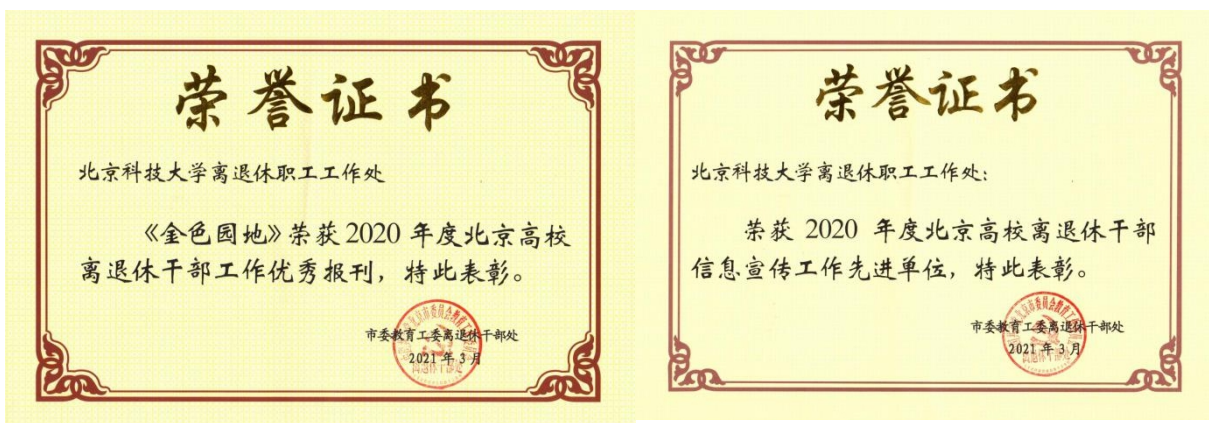 荣誉证书
北京科技大学离退休职工工作处
《金色园地》荣获2020年度北京高校
离退休干部工作优秀报刊，特此表彰。
市委教育工委离退休干部处
2021年3月
荣誉证书
北京科技大学离退休职工工作处:
荣获 2020 年度北京高校离退休干部
信息宣传工作先进单位，特此表彰。
市委教育工委离退休干部处
2021年3月